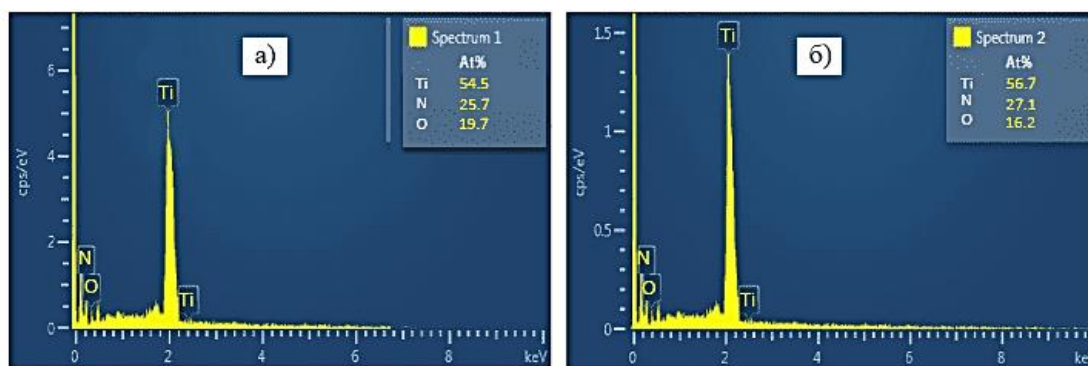 а)
Spectrum 1
At%
Ti 54.5
N 25.7
O 19.7
cps/eV
6
4
2
0
Ti
N
O
Ti
0 2 4 6 8 keV
б)
Spectrum 2
At%
Ti 56.7
N 27.1
O 16.2
cps/eV
1.5
1
0.5
0
Ti
N
O
Ti
0 2 4 6 8 ke